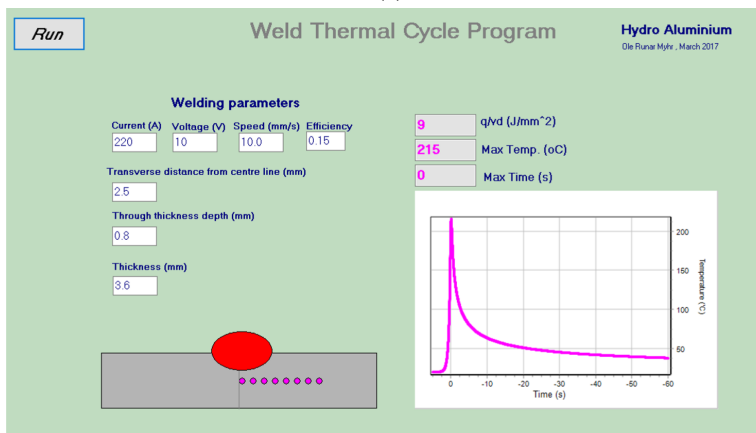 Run
Weld Thermal Cycle Program
Hydro Aluminium
Ole Runar Myhr , March 2017
Welding parameters
Current (A) Voltage (V) Speed (mm/s) Efficiency
220 10 10.0 0.15
Transverse distance from centre line (mm)
2.5
Through thickness depth (mm)
0.8
Thickness (mm)
3.6
9 q/vd (J/mm^2)
215 Max Temp. (oC)
0 Max Time (s)
200
150
100
50
Temperature (°C)
0 -10 -20 -30 -40 -50 -60
Time (s)